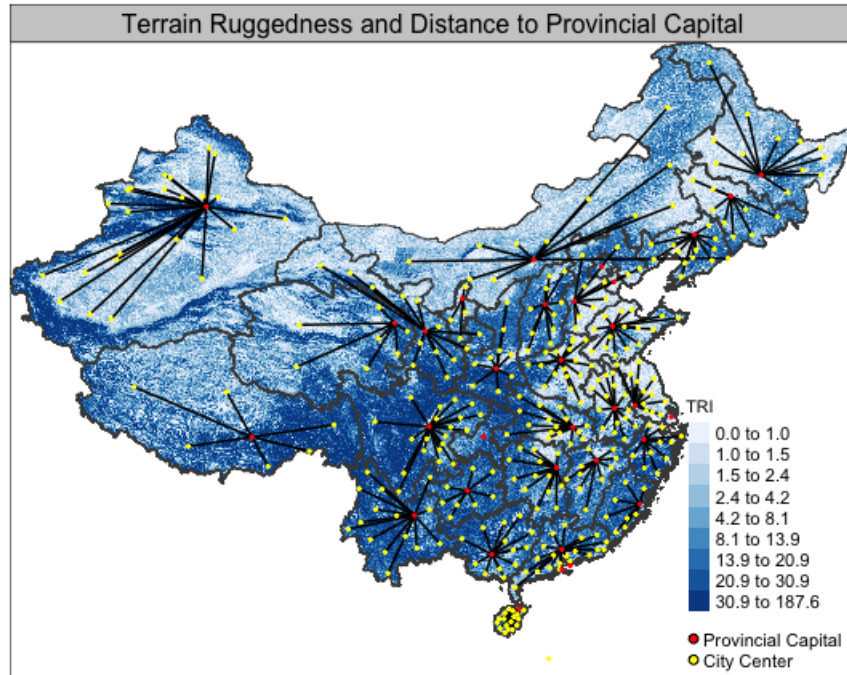 Terrain Ruggedness and Distance to Provincial Capital
TRI
0.0 to 1.0
1.0 to 1.5
1.5 to 2.4
2.4 to 4.2
4.2 to 8.1
8.1 to 13.9
13.9 to 20.9
20.9 to 30.9
30.9 to 187.6
Provincial Capital
City Center